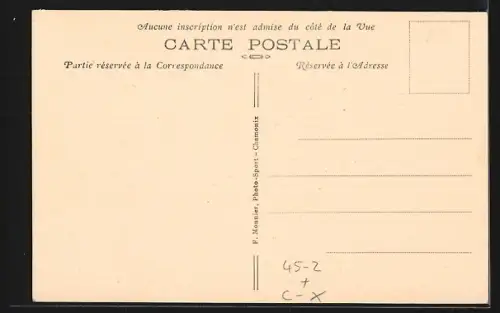 Aucune inscription n'est admise du côté de la Vue
CARTE POSTALE
Partie réservée à la Correspondance
Réservée à l'Adresse
F. Mounier, Photo-Sport - Chamonix
45-2
+
C-X